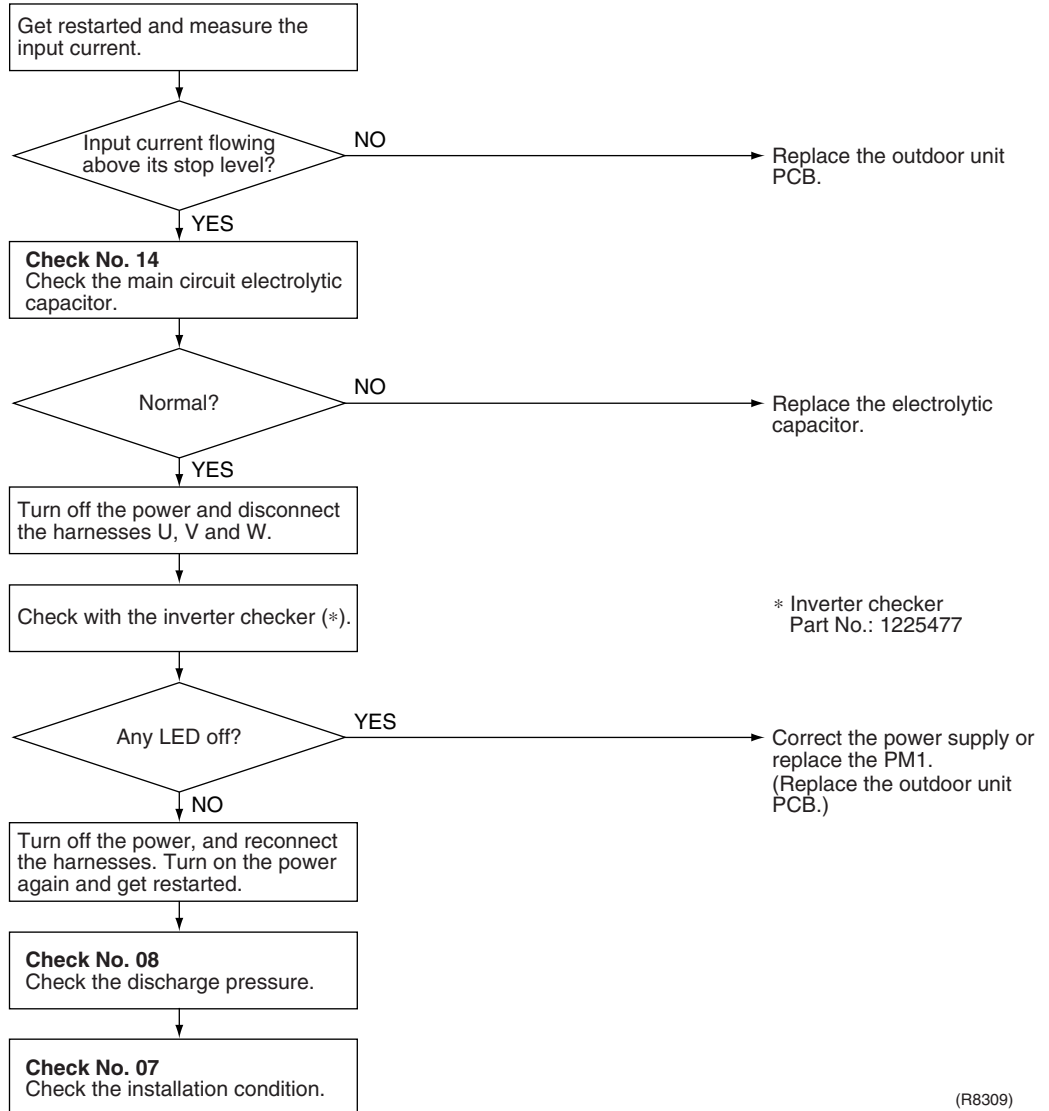 Get restarted and measure the
input current.
Input current flowing
above its stop level?
NO
Replace the outdoor unit
PCB.
YES
Check No. 14
Check the main circuit electrolytic
capacitor.
Normal?
NO
Replace the electrolytic
capacitor.
YES
Turn off the power and disconnect
the harnesses U, V and W.
Check with the inverter checker (*).
* Inverter checker
Part No.: 1225477
Any LED off?
YES
Correct the power supply or
replace the PM1.
(Replace the outdoor unit
PCB.)
NO
Turn off the power, and reconnect
the harnesses. Turn on the power
again and get restarted.
Check No. 08
Check the discharge pressure.
Check No. 07
Check the installation condition.
(R8309)